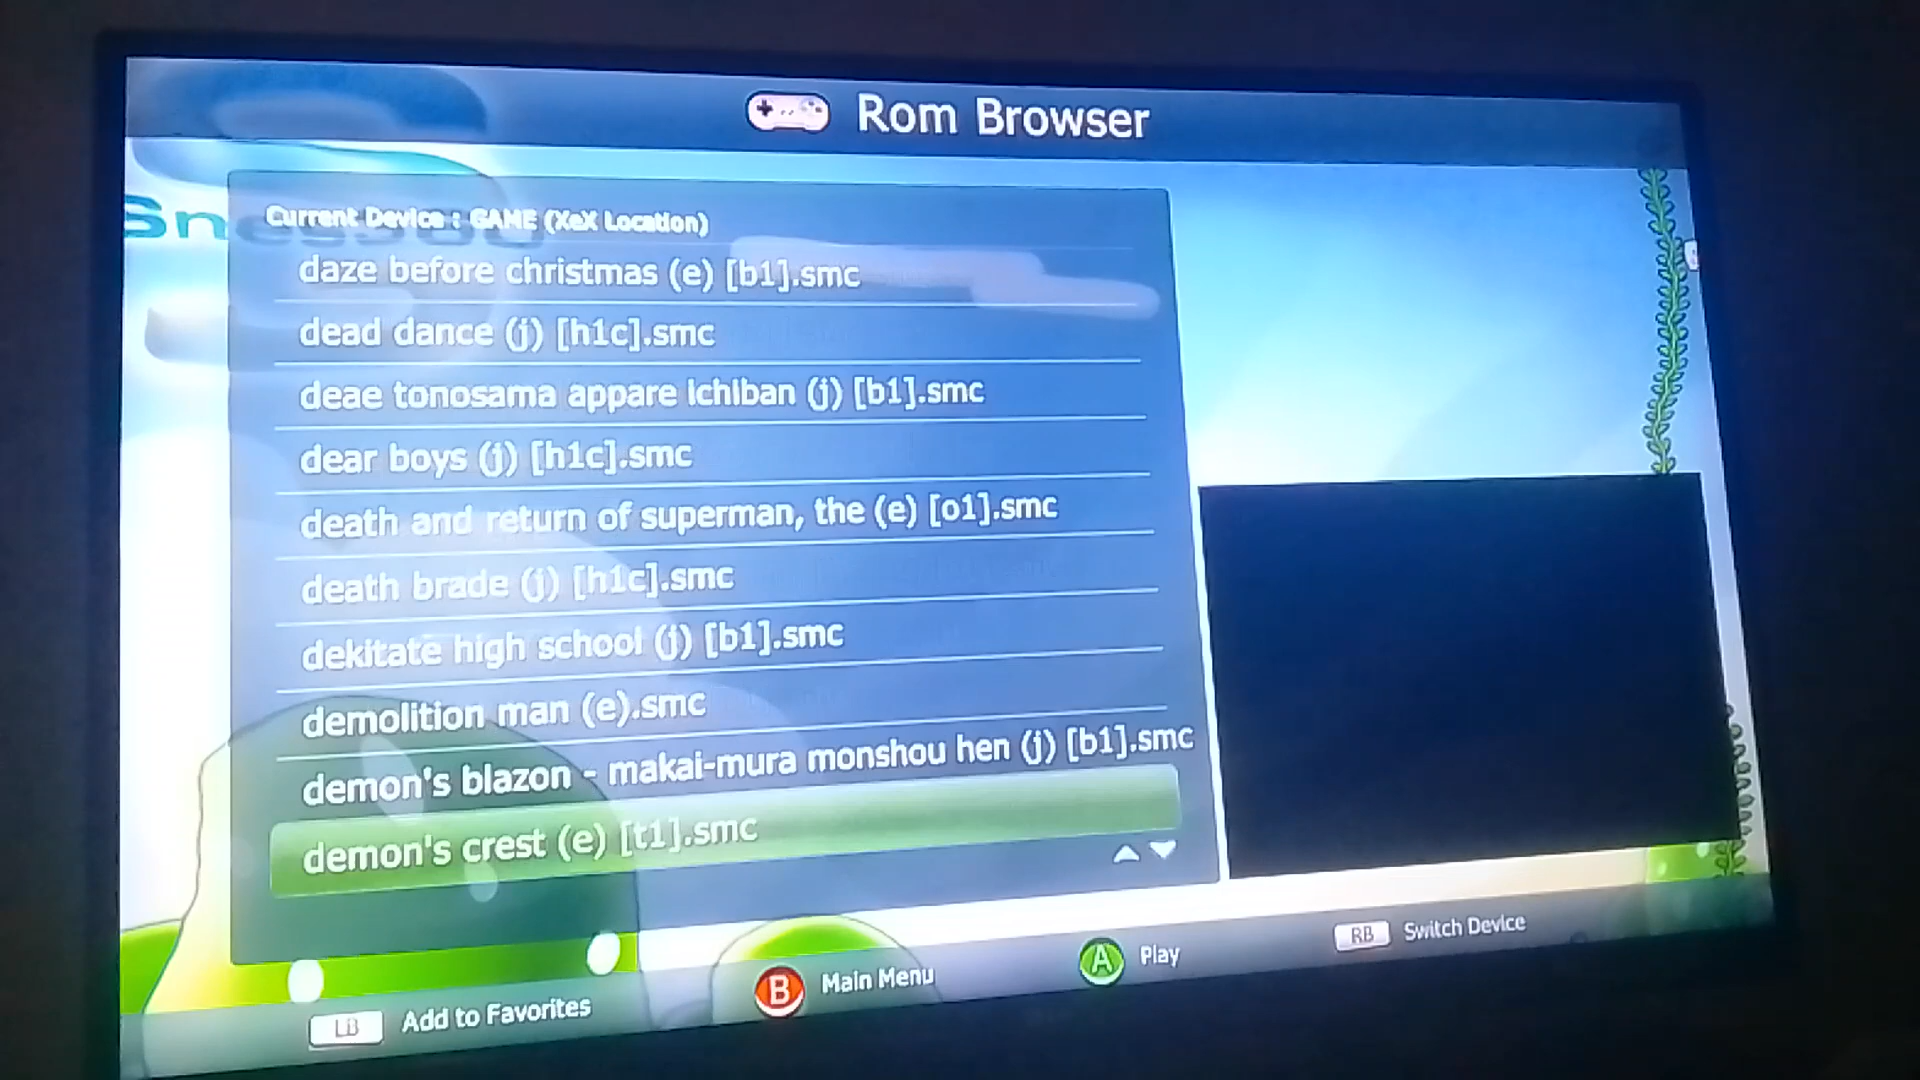 Rom Browser
Snes360
Current Device : GAME (XeX Location)
daze before christmas (e) [b1].smc
dead dance (j) [h1c].smc
deae tonosama appare ichiban (j) [b1].smc
dear boys (j) [h1c].smc
death and return of superman, the (e) [o1].smc
death brade (j) [h1c].smc
dekitate high school (j) [b1].smc
demolition man (e).smc
demon's blazon - makai-mura monshou hen (j) [b1].smc
demon's crest (e) [t1].smc
LB Add to Favorites
B Main Menu
A Play
RB Switch Device